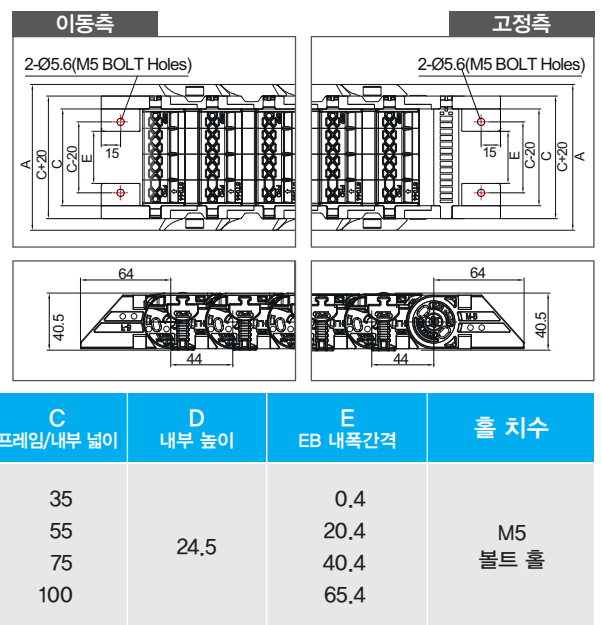 이동측
고정측
2-Ø5.6(M5 BOLT Holes)
2-Ø5.6(M5 BOLT Holes)
A
C+20
C
C-20
E
15
15
E
C-20
C
C+20
A
64
40.5
44
L-B
64
40.5
44
M-B
C D E 홀 치수
프레임/내부 넓이 내부 높이 EB 내폭간격
35 0.4
55 20.4
75 40.4
100 65.4
24.5
M5
볼트 홀